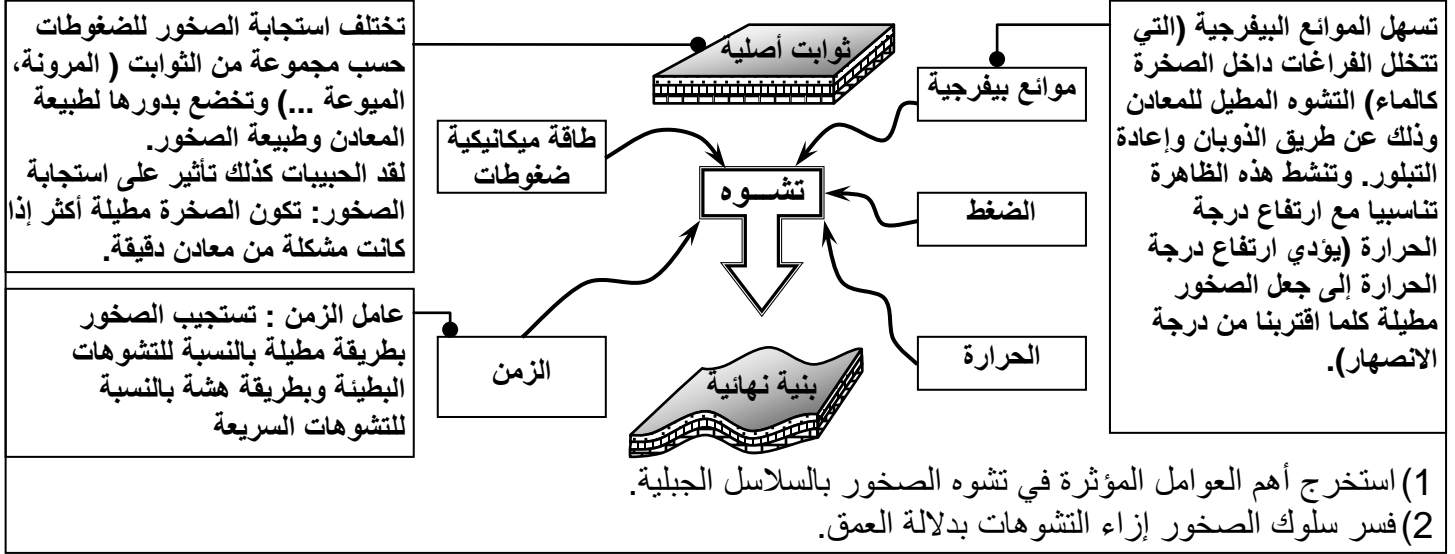 تسهل الموائع البيفرجية (التي
تتخلل الفراغات داخل الصخرة
كالماء) التشوه المطيل للمعادن
وذلك عن طريق الذوبان وإعادة
التبلور. وتنشط هذه الظاهرة
تناسبيا مع ارتفاع درجة
الحرارة (يؤدي ارتفاع درجة
الحرارة إلى جعل الصخور
مطيلة كلما اقتربنا من درجة
الانصهار).
موائع بيفرجية
الضغط
الحرارة
ثوابت أصلية
تشـــوه
بنية نهائية
طاقة ميكانيكية
ضغوطات
الزمن
تختلف استجابة الصخور للضغوطات
حسب مجموعة من الثوابت ( المرونة،
الميوعة ...) وتخضع بدورها لطبيعة
المعادن وطبيعة الصخور.
لقد الحبيبات كذلك تأثير على استجابة
الصخور: تكون الصخرة مطيلة أكثر إذا
كانت مشكلة من معادن دقيقة.
عامل الزمن : تستجيب الصخور
بطريقة مطيلة بالنسبة للتشوهات
البطيئة وبطريقة هشة بالنسبة
للتشوهات السريعة
1) استخرج أهم العوامل المؤثرة في تشوه الصخور بالسلاسل الجبلية.
2) فسر سلوك الصخور إزاء التشوهات بدلالة العمق.